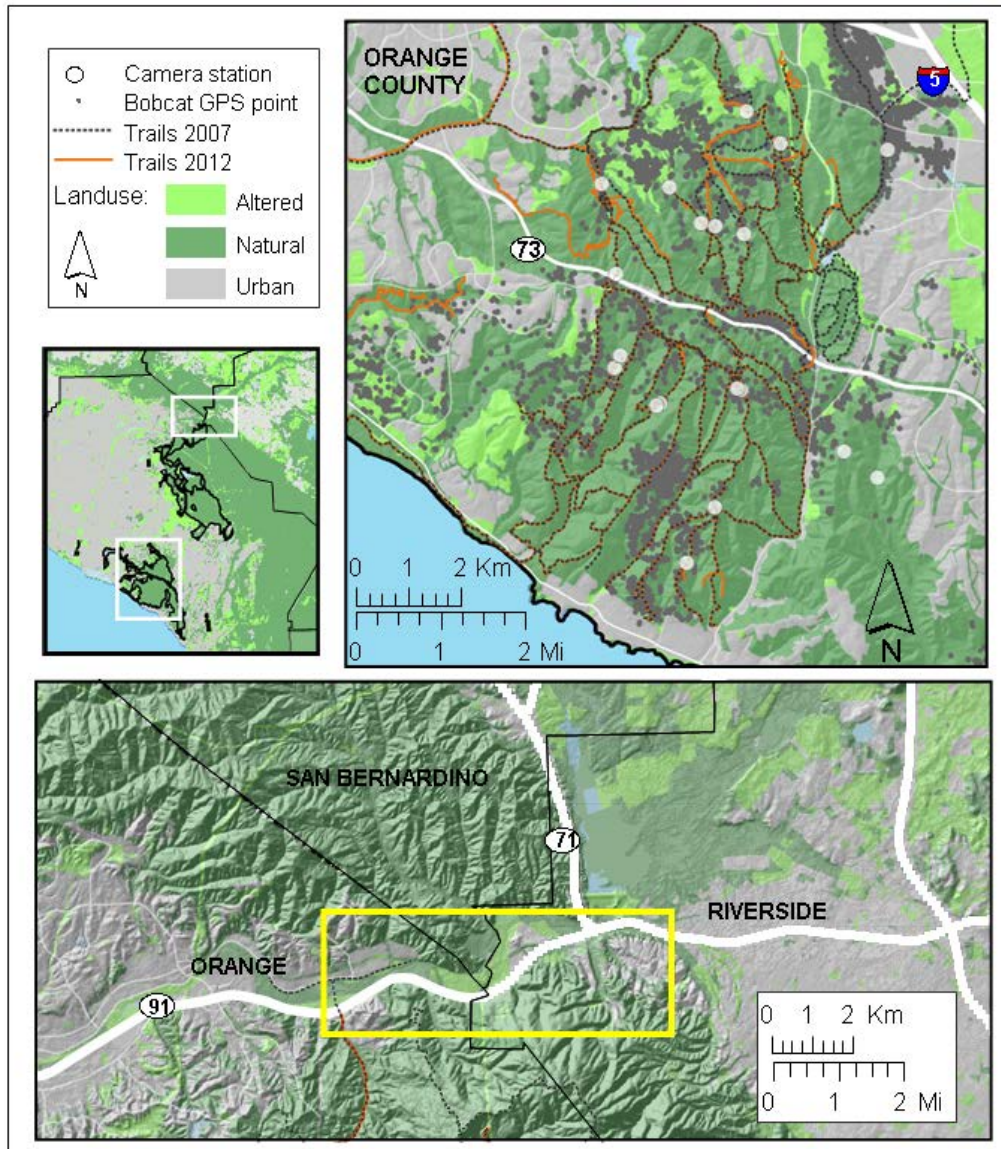 Camera station
Bobcat GPS point
Trails 2007
Trails 2012
Landuse:
Altered
Natural
Urban
N
ORANGE
COUNTY
5
73
0 1 2 Km
0 1 2 Mi
N
SAN BERNARDINO
71
RIVERSIDE
ORANGE
91
0 1 2 Km
0 1 2 Mi